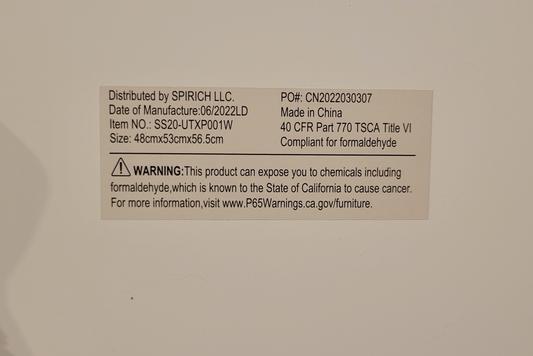 Distributed by SPIRICH LLC.
Date of Manufacture:06/2022LD
Item NO.: SS20-UTXP001W
Size: 48cmx53cmx56.5cm
PO#: CN2022030307
Made in China
40 CFR Part 770 TSCA Title VI
Compliant for formaldehyde
⚠ WARNING:This product can expose you to chemicals including
formaldehyde,which is known to the State of California to cause cancer.
For more information,visit www.P65Warnings.ca.gov/furniture.